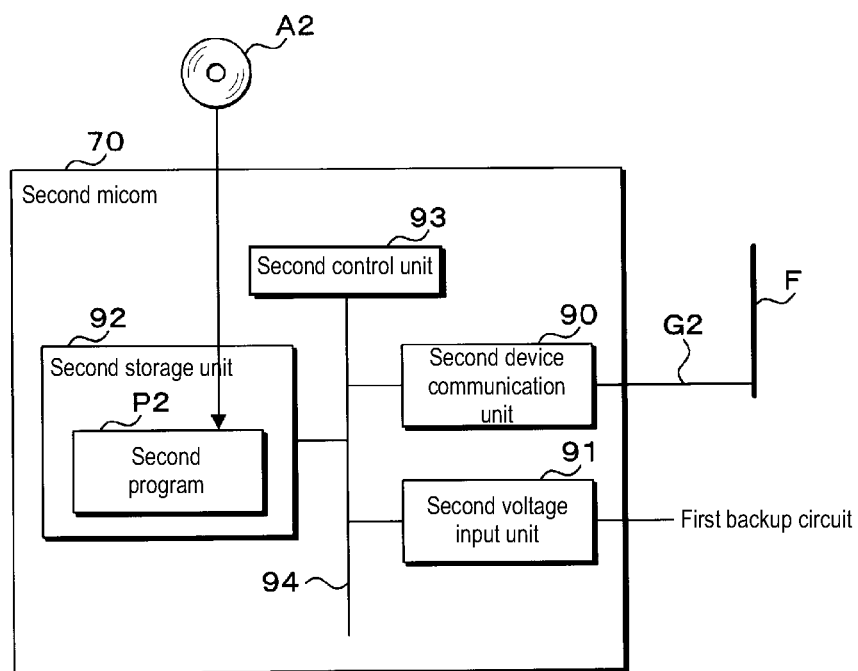 A2
70
Second micom
93
Second control unit
F
92
90
G2
Second storage unit
Second device
communication
unit
P2
Second
program
91
Second voltage
input unit
First backup circuit
94